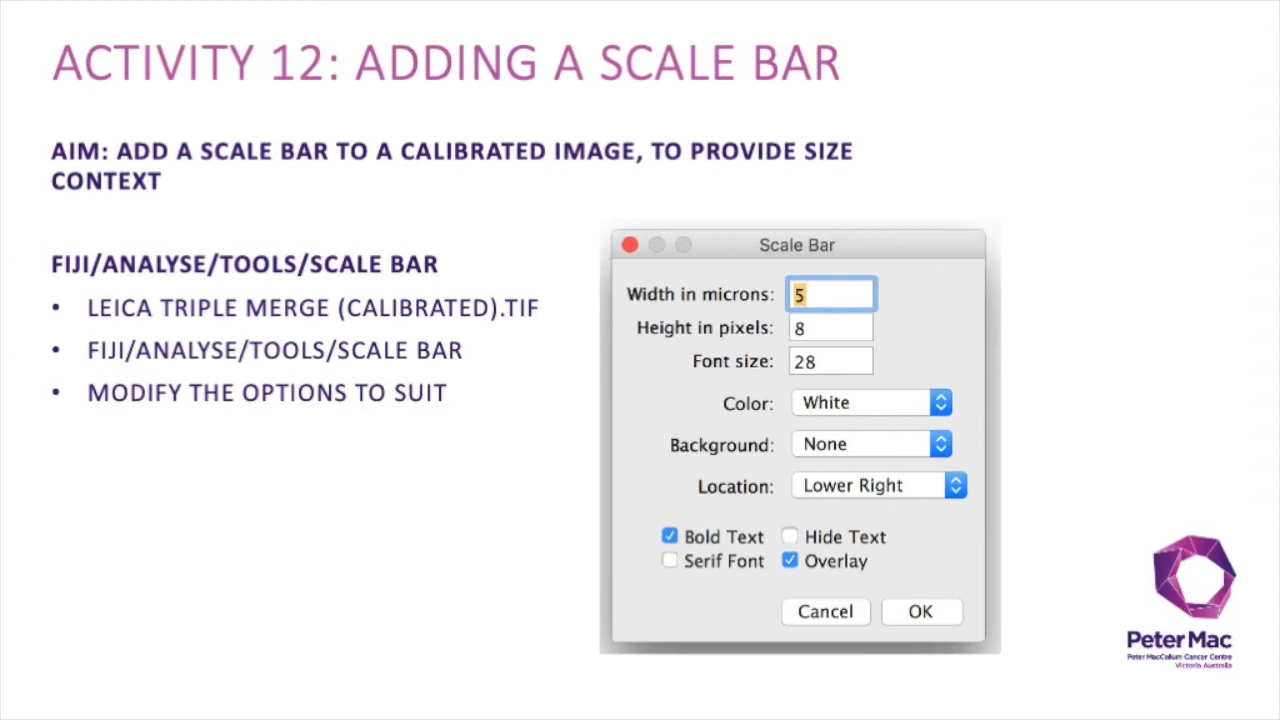 ACTIVITY 12: ADDING A SCALE BAR
AIM: ADD A SCALE BAR TO A CALIBRATED IMAGE, TO PROVIDE SIZE
CONTEXT
FIJI/ANALYSE/TOOLS/SCALE BAR
• LEICA TRIPLE MERGE (CALIBRATED).TIF
• FIJI/ANALYSE/TOOLS/SCALE BAR
• MODIFY THE OPTIONS TO SUIT
Scale Bar
Width in microns: 5
Height in pixels: 8
Font size: 28
Color: White
Background: None
Location: Lower Right
Bold Text Hide Text
Serif Font Overlay
Cancel OK
Peter Mac
Peter MacCallum Cancer Centre
Victoria Australia